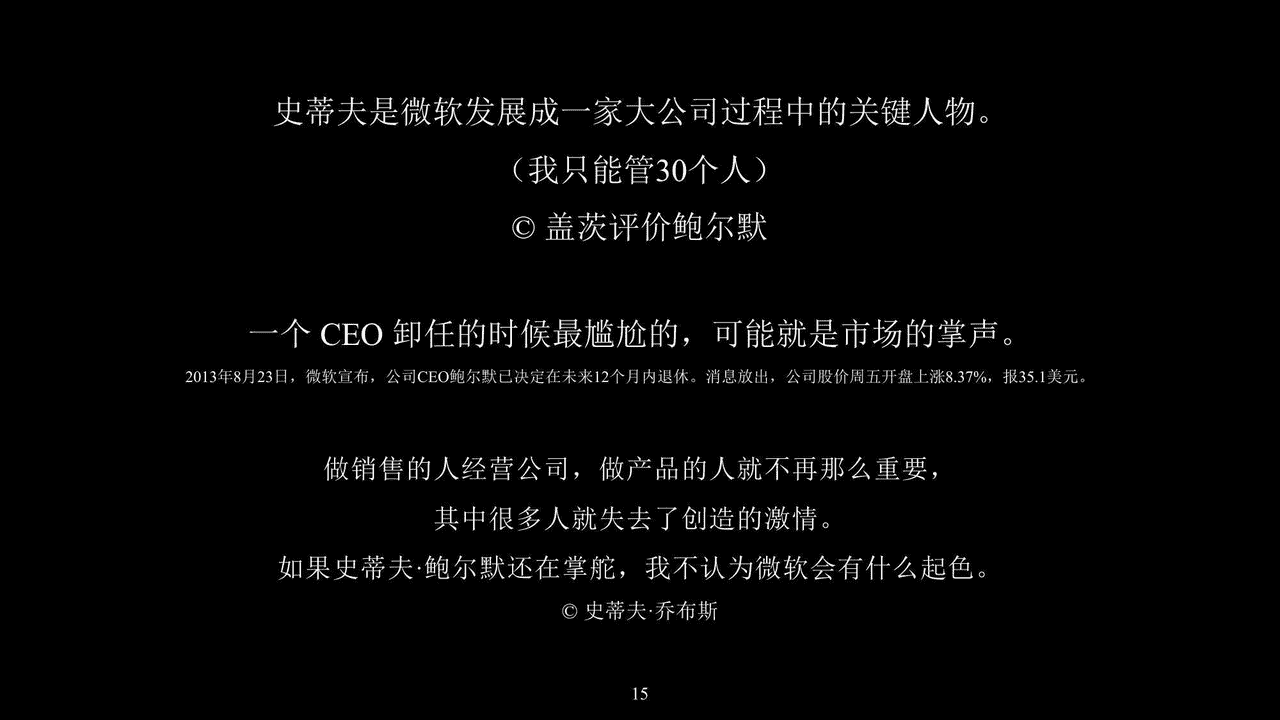 史蒂夫是微软发展成一家大公司过程中的关键人物。
（我只能管30个人）
© 盖茨评价鲍尔默
一个 CEO 卸任的时候最尴尬的，可能就是市场的掌声。
2013年8月23日，微软宣布，公司CEO鲍尔默已决定在未来12个月内退休。消息放出，公司股价周五开盘上涨8.37%，报35.1美元。
做销售的人经营公司，做产品的人就不再那么重要，
其中很多人就失去了创造的激情。
如果史蒂夫·鲍尔默还在掌舵，我不认为微软会有什么起色。
© 史蒂夫·乔布斯
15